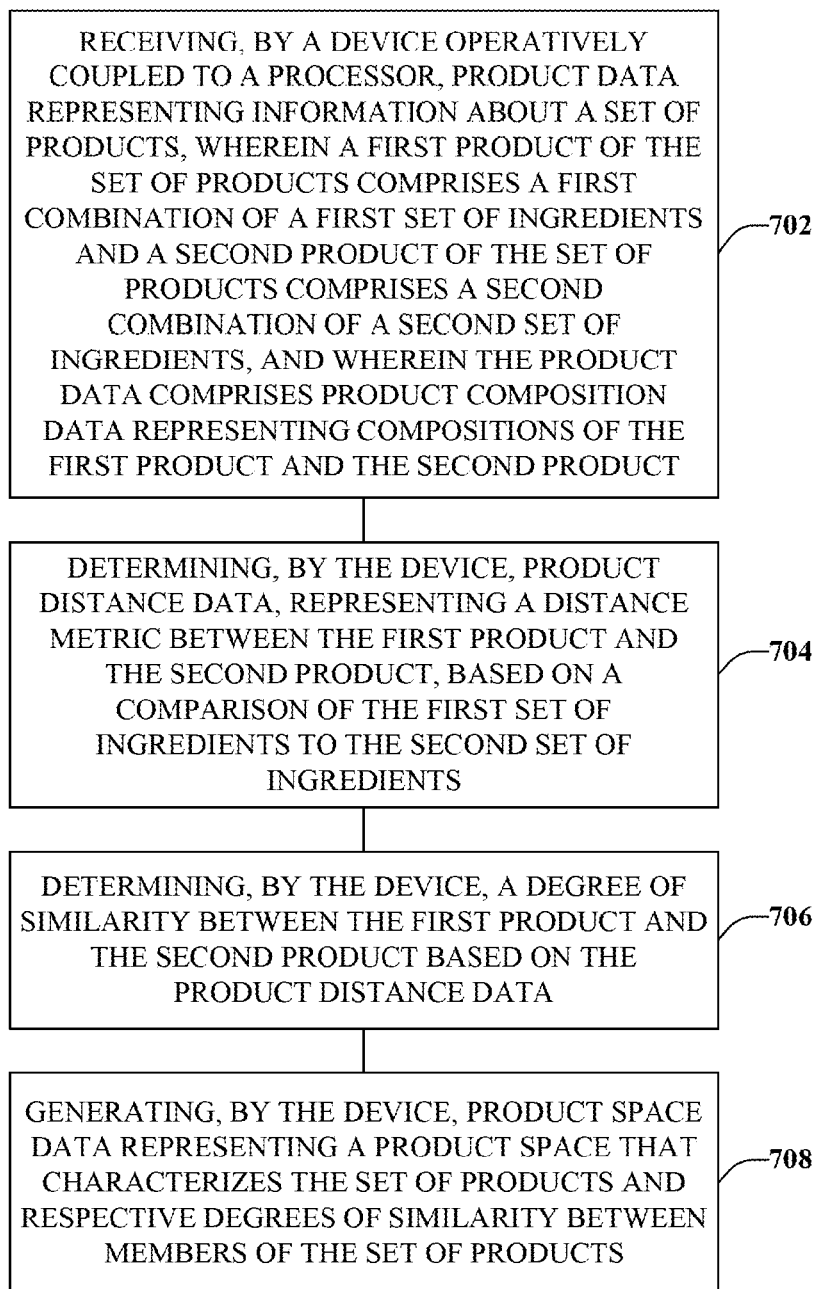 RECEIVING, BY A DEVICE OPERATIVELY
COUPLED TO A PROCESSOR, PRODUCT DATA
REPRESENTING INFORMATION ABOUT A SET OF
PRODUCTS, WHEREIN A FIRST PRODUCT OF THE
SET OF PRODUCTS COMPRISES A FIRST
COMBINATION OF A FIRST SET OF INGREDIENTS
AND A SECOND PRODUCT OF THE SET OF
PRODUCTS COMPRISES A SECOND
COMBINATION OF A SECOND SET OF
INGREDIENTS, AND WHEREIN THE PRODUCT
DATA COMPRISES PRODUCT COMPOSITION
DATA REPRESENTING COMPOSITIONS OF THE
FIRST PRODUCT AND THE SECOND PRODUCT
702
DETERMINING, BY THE DEVICE, PRODUCT
DISTANCE DATA, REPRESENTING A DISTANCE
METRIC BETWEEN THE FIRST PRODUCT AND
THE SECOND PRODUCT, BASED ON A
COMPARISON OF THE FIRST SET OF
INGREDIENTS TO THE SECOND SET OF
INGREDIENTS
704
DETERMINING, BY THE DEVICE, A DEGREE OF
SIMILARITY BETWEEN THE FIRST PRODUCT AND
THE SECOND PRODUCT BASED ON THE
PRODUCT DISTANCE DATA
706
GENERATING, BY THE DEVICE, PRODUCT SPACE
DATA REPRESENTING A PRODUCT SPACE THAT
CHARACTERIZES THE SET OF PRODUCTS AND
RESPECTIVE DEGREES OF SIMILARITY BETWEEN
MEMBERS OF THE SET OF PRODUCTS
708